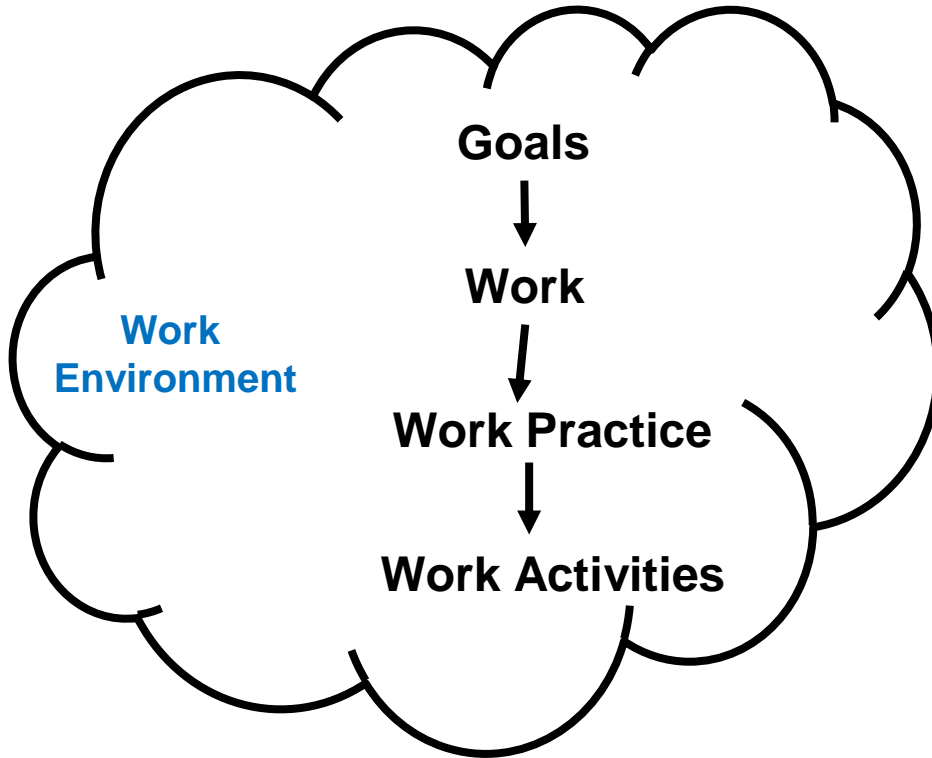 Goals
Work
Work
Environment
Work Practice
Work Activities